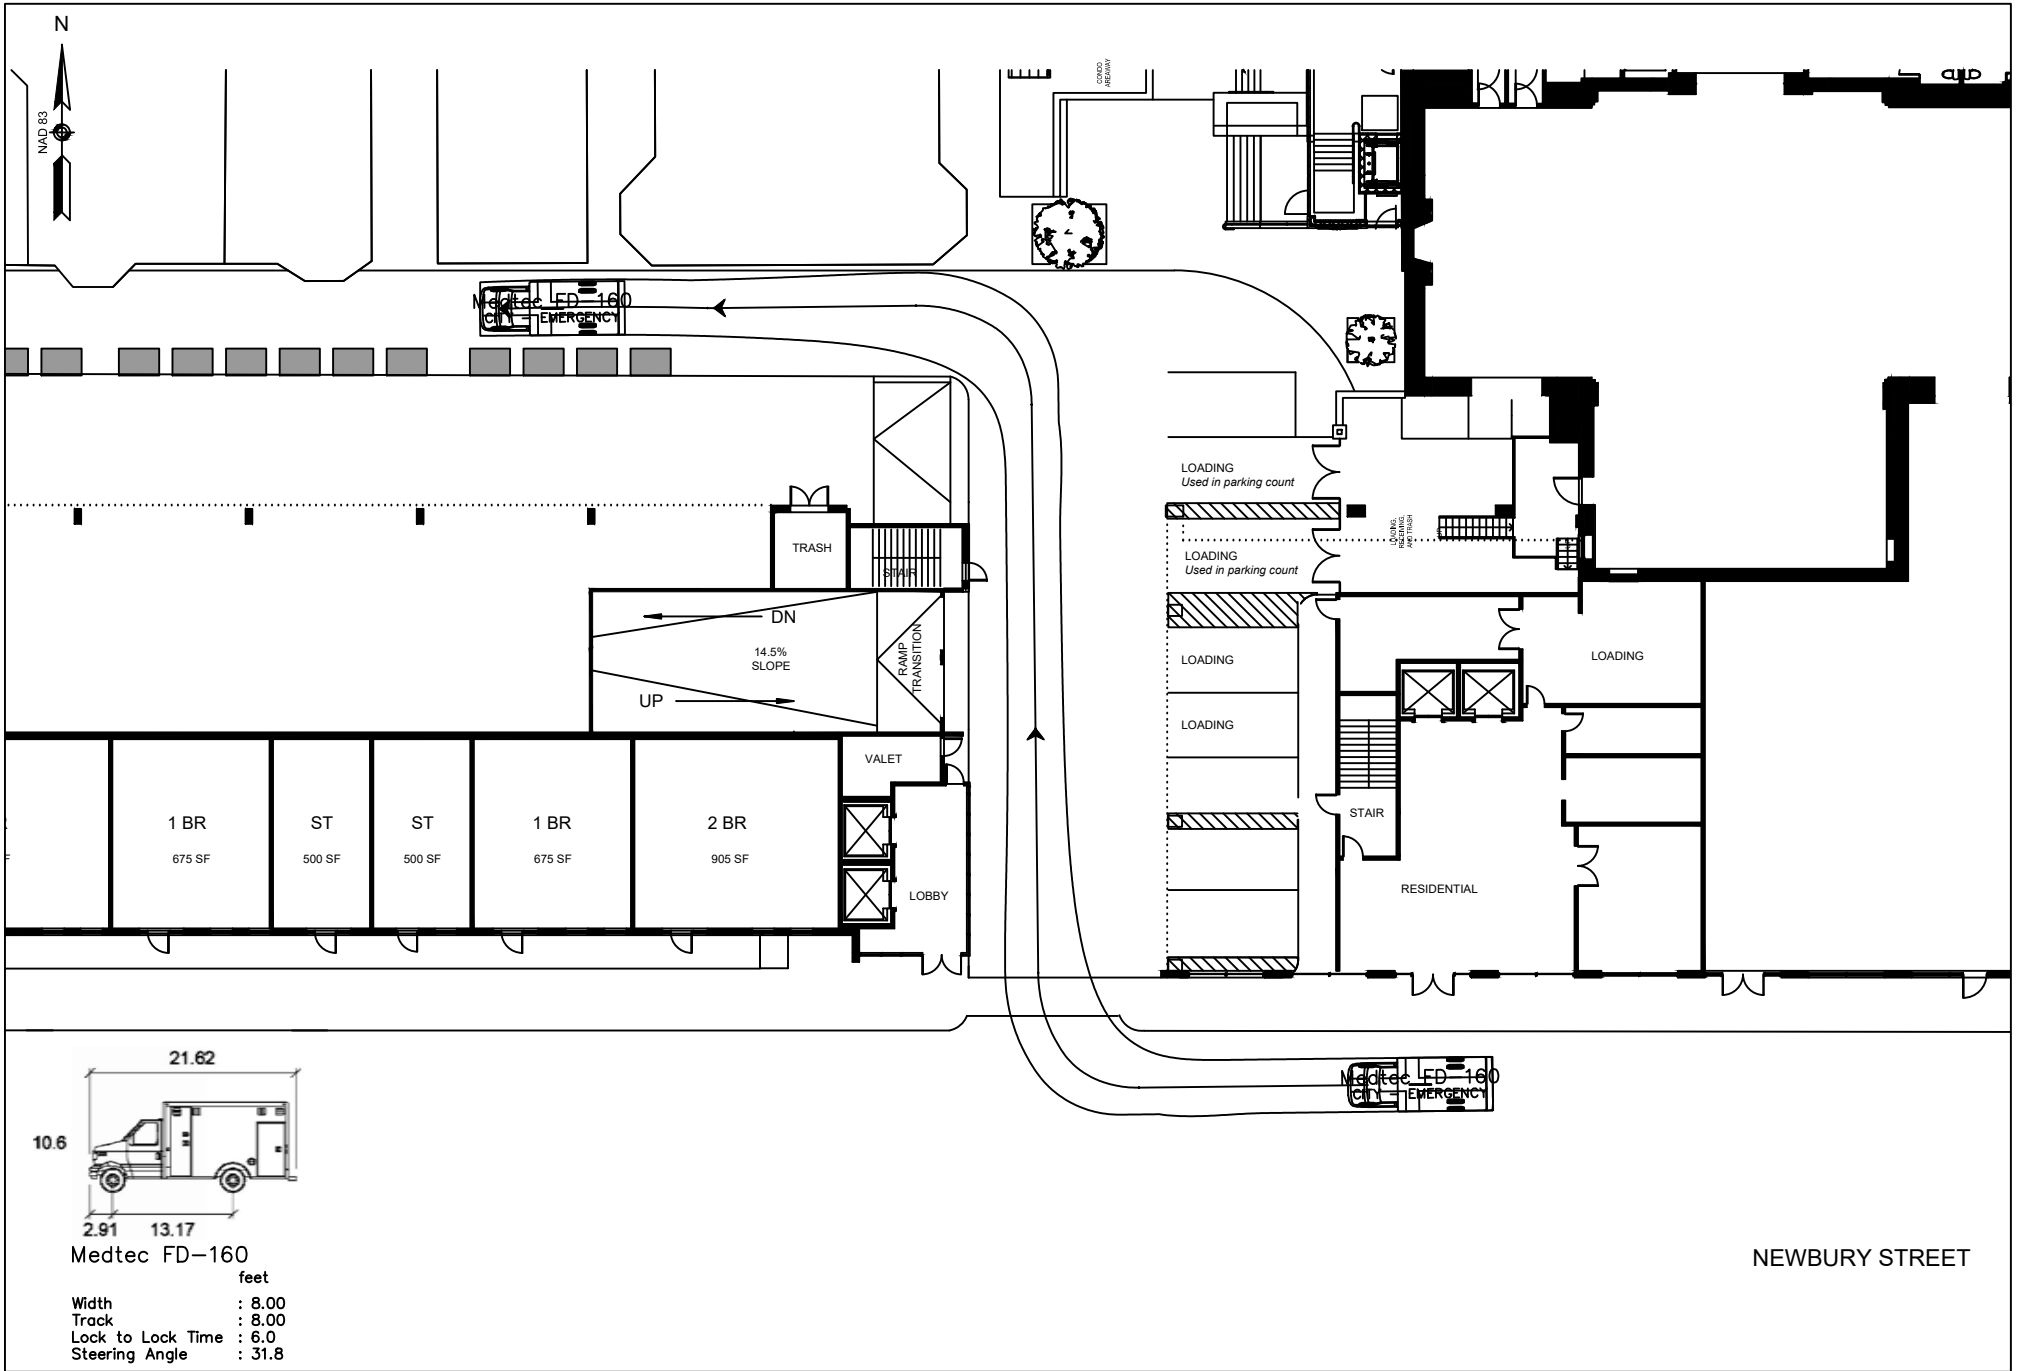 N
NAD 83
CONDO
AREAWAY
Medtec FD-160
CITY - EMERGENCY
LOADING
Used in parking count
LOADING,
RECEIVING,
AND TRASH
LOADING
Used in parking count
TRASH
STAIR
DN
14.5%
SLOPE
RAMP
TRANSITION
UP
LOADING
LOADING
LOADING
VALET
STAIR
1 BR
675 SF
ST
500 SF
ST
500 SF
1 BR
675 SF
2 BR
905 SF
LOBBY
RESIDENTIAL
Medtec FD-160
CITY - EMERGENCY
21.62
10.6
2.91 13.17
Medtec FD-160
feet
Width : 8.00
Track : 8.00
Lock to Lock Time : 6.0
Steering Angle : 31.8
NEWBURY STREET